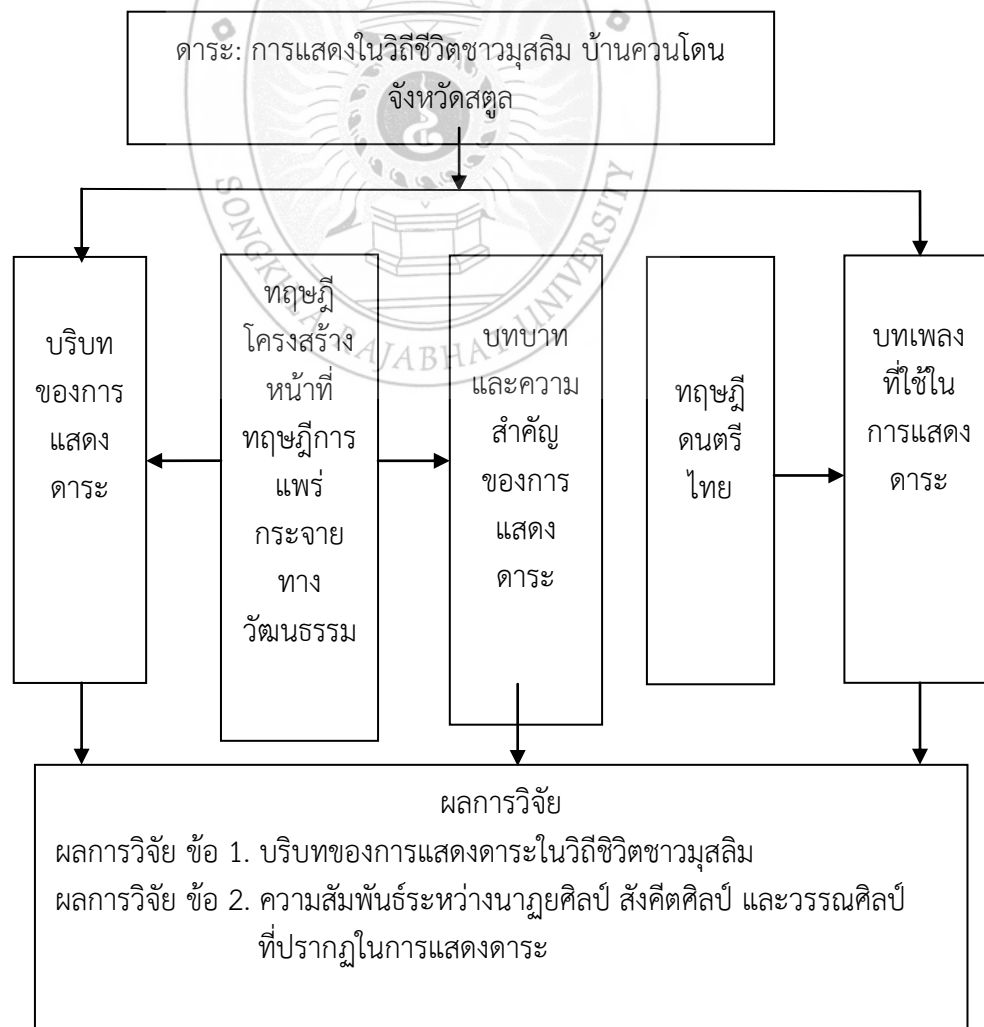 ดาระ: การแสดงในวิถีชีวิตชาวมุสลิม บ้านควนโดน
จังหวัดสตูล
SONGKHLA RAJABHAT UNIVERSITY
บริบท
ของการ
แสดง
ดาระ
ทฤษฎี
โครงสร้าง
หน้าที่
ทฤษฎีการ
แพร่
กระจาย
ทาง
วัฒนธรรม
บทบาท
และความ
สำคัญ
ของการ
แสดง
ดาระ
ทฤษฎี
ดนตรี
ไทย
บทเพลง
ที่ใช้ใน
การแสดง
ดาระ
ผลการวิจัย
ผลการวิจัย ข้อ 1. บริบทของการแสดงดาระในวิถีชิวิตชาวมุสลิม
ผลการวิจัย ข้อ 2. ความสัมพันธ์ระหว่างนาฏยศิลป์ สังคีตศิลป์ และวรรณศิลป์
ที่ปรากฏในการแสดงดาระ